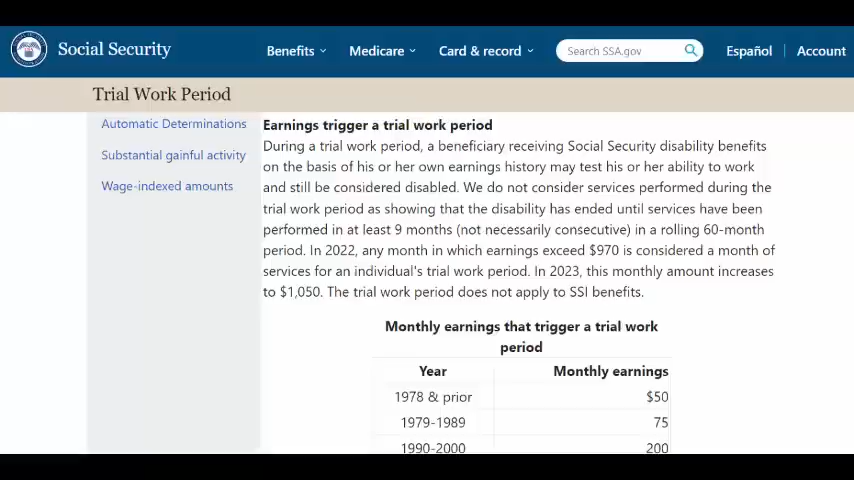 Social Security
Benefits
Medicare
Card & record
Search SSA.gov
Español
Account
Trial Work Period
Automatic Determinations
Substantial gainful activity
Wage-indexed amounts
Earnings trigger a trial work period
During a trial work period, a beneficiary receiving Social Security disability benefits
on the basis of his or her own earnings history may test his or her ability to work
and still be considered disabled. We do not consider services performed during the
trial work period as showing that the disability has ended until services have been
performed in at least 9 months (not necessarily consecutive) in a rolling 60-month
period. In 2022, any month in which earnings exceed $970 is considered a month of
services for an individual's trial work period. In 2023, this monthly amount increases
to $1,050. The trial work period does not apply to SSI benefits.
Monthly earnings that trigger a trial work
period
Year Monthly earnings
1978 & prior $50
1979-1989 75
1990-2000 200